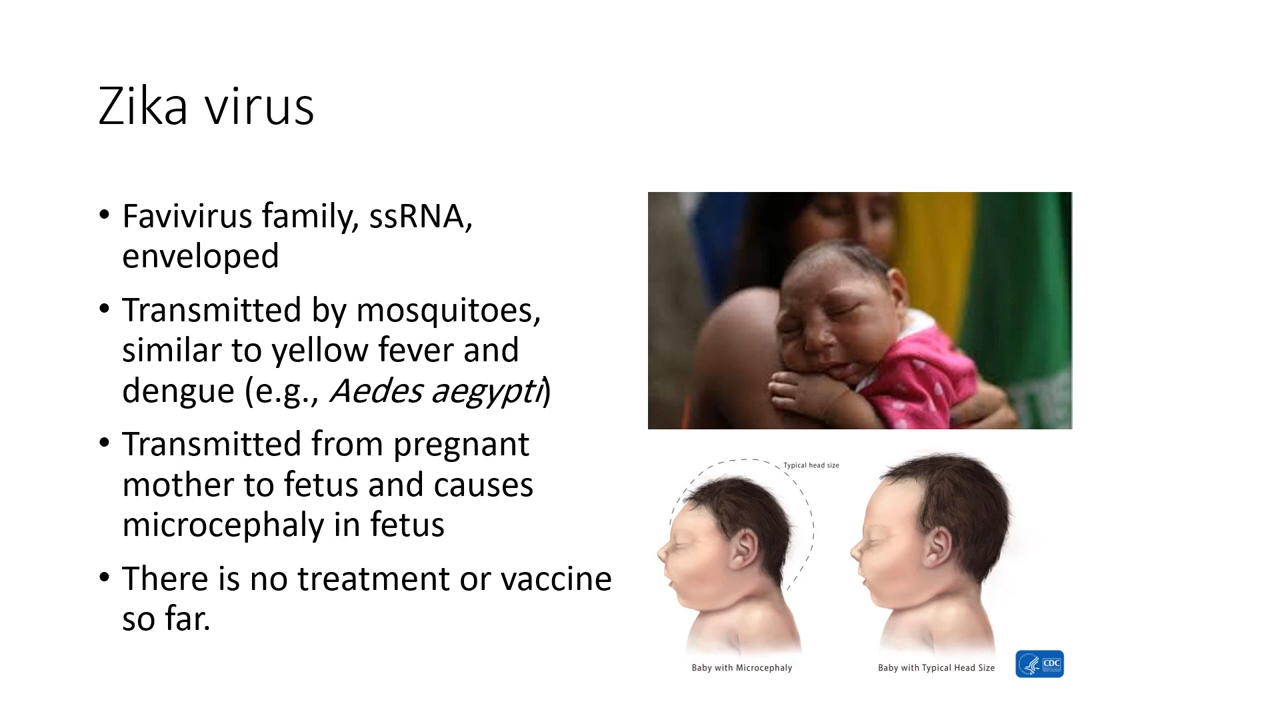 Zika virus
• Favivirus family, ssRNA,
enveloped
• Transmitted by mosquitoes,
similar to yellow fever and
dengue (e.g., Aedes aegypti)
• Transmitted from pregnant
mother to fetus and causes
microcephaly in fetus
• There is no treatment or vaccine
so far.
Typical head size
Baby with Microcephaly
Baby with Typical Head Size
CDC